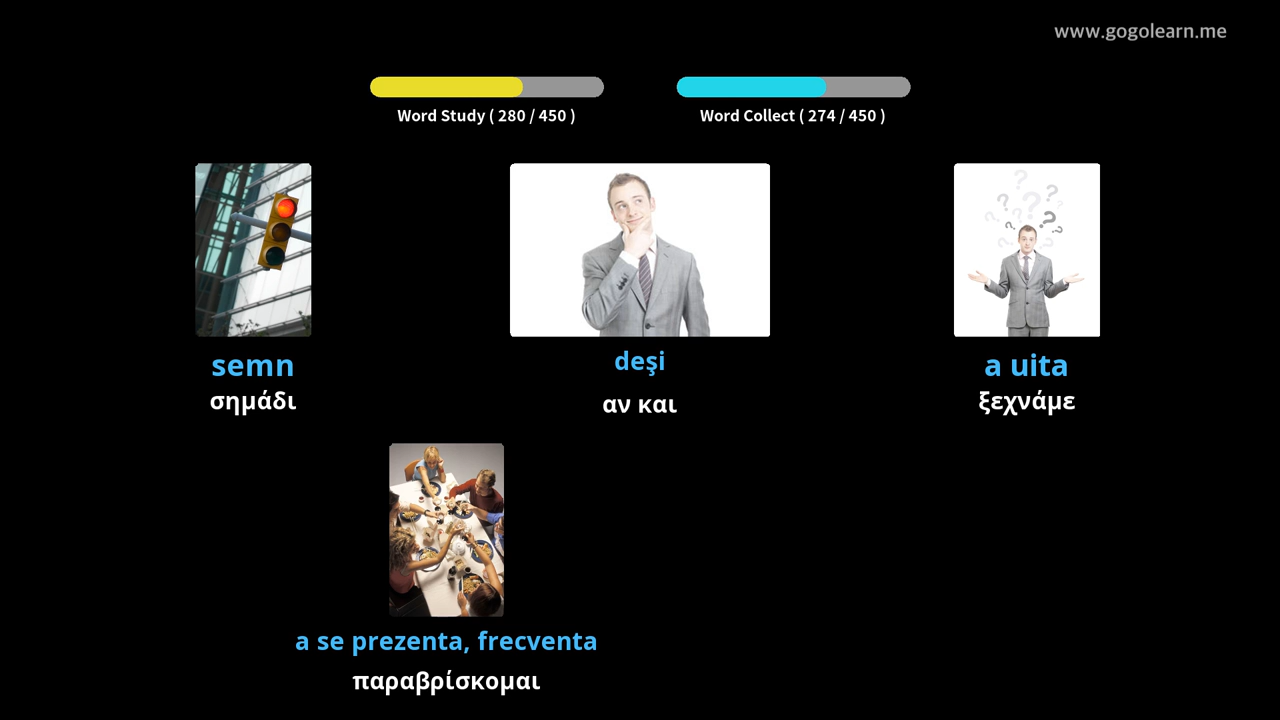 www.gogolearn.me
Word Study ( 280 / 450 )
Word Collect ( 274 / 450 )
semn
σημάδι
deşi
αν και
a uita
ξεχνάμε
a se prezenta, frecventa
παραβρίσκομαι